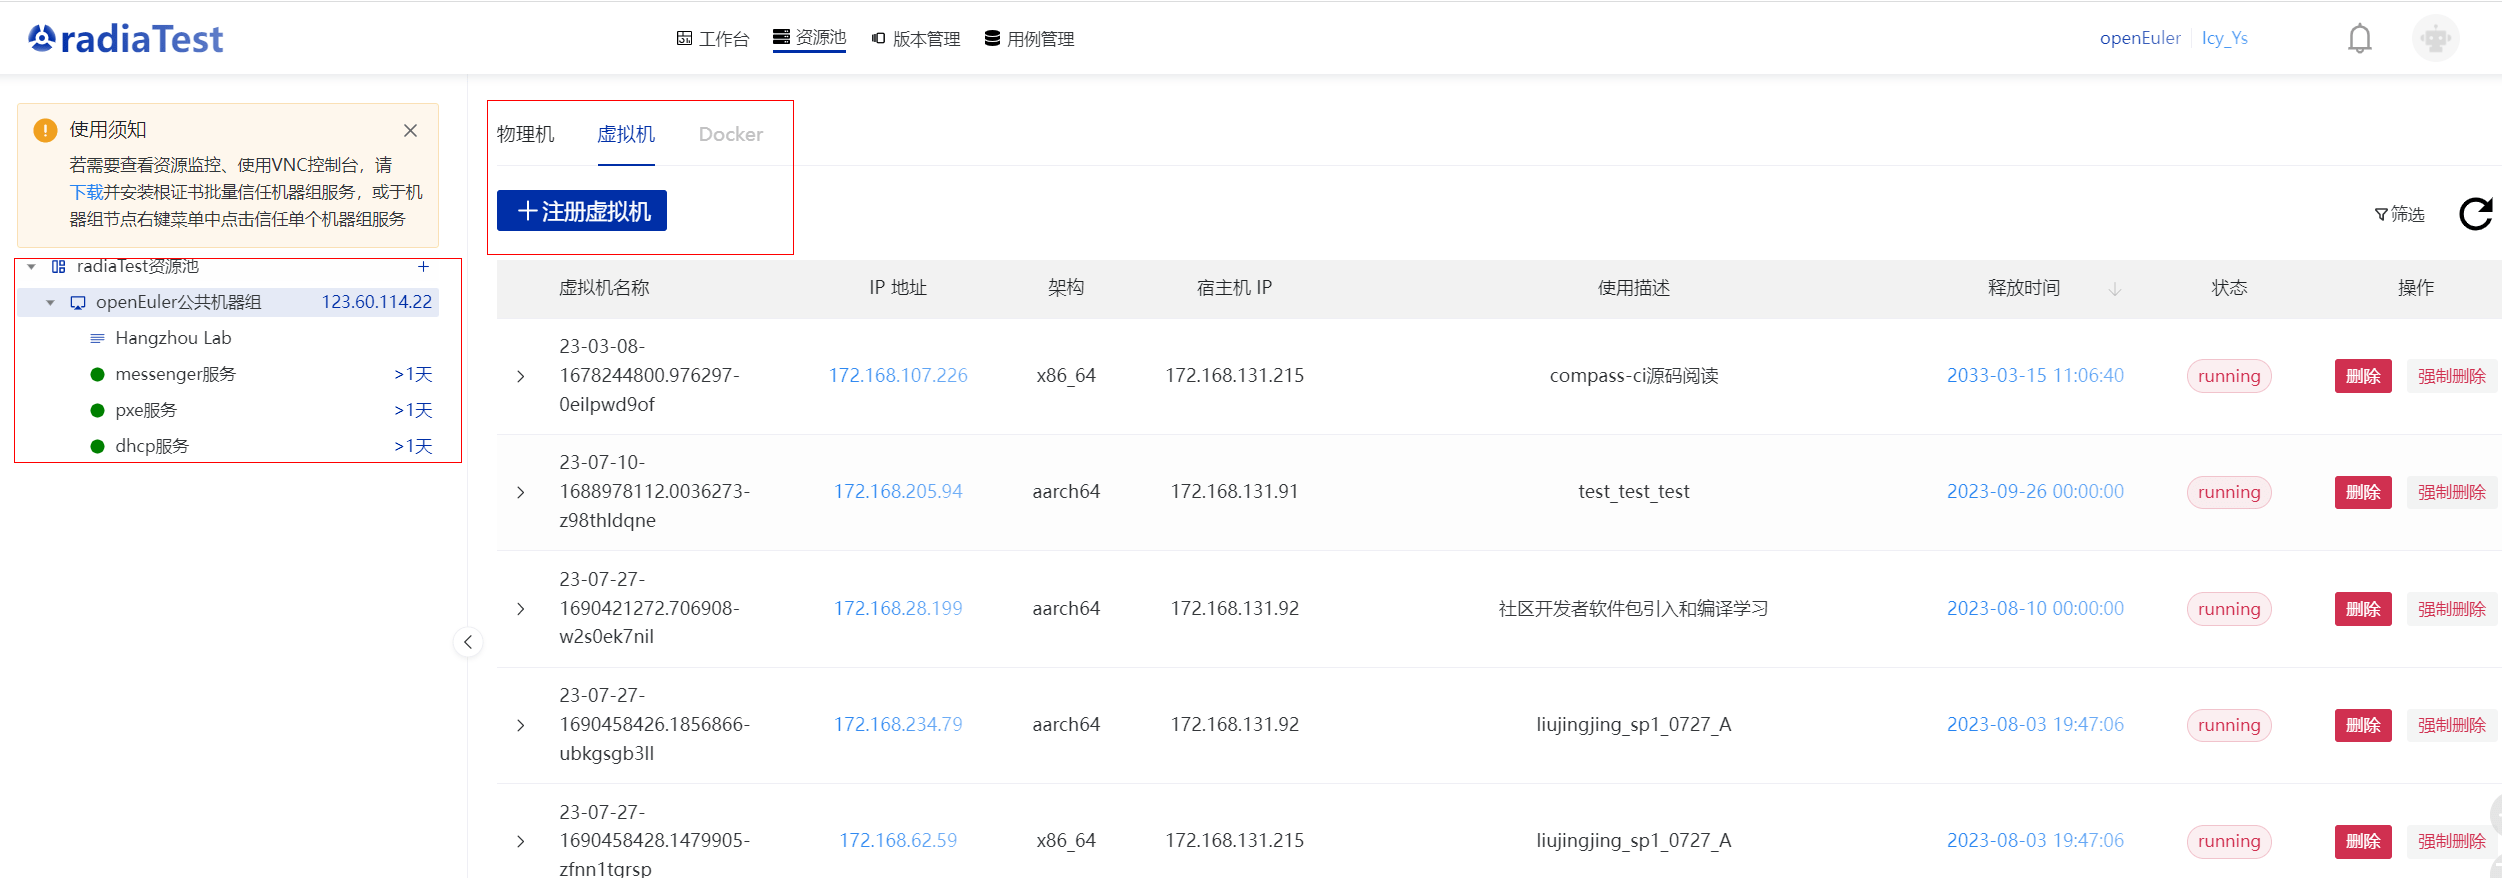 radiaTest
工作台 资源池 版本管理 用例管理
openEuler Icy_Ys
使用须知
若需要查看资源监控、使用VNC控制台，请
下载并安装根证书批量信任机器组服务，或于机
器组节点右键菜单中点击信任单个机器组服务
radiaTest资源池 +
openEuler公共机器组 123.60.114.22
Hangzhou Lab
messenger服务 >1天
pxe服务 >1天
dhcp服务 >1天
物理机 虚拟机 Docker
+注册虚拟机
筛选
虚拟机名称 IP 地址 架构 宿主机 IP 使用描述 释放时间 状态 操作
23-03-08-
1678244800.976297-
0eilpwd9of
172.168.107.226 x86_64 172.168.131.215 compass-ci源码阅读 2033-03-15 11:06:40 running 删除 强制删除
23-07-10-
1688978112.0036273-
z98thldqne
172.168.205.94 aarch64 172.168.131.91 test_test_test 2023-09-26 00:00:00 running 删除 强制删除
23-07-27-
1690421272.706908-
w2s0ek7nil
172.168.28.199 aarch64 172.168.131.92 社区开发者软件包引入和编译学习 2023-08-10 00:00:00 running 删除 强制删除
23-07-27-
1690458426.1856866-
ubkgsgb3ll
172.168.234.79 aarch64 172.168.131.92 liujingjing_sp1_0727_A 2023-08-03 19:47:06 running 删除 强制删除
23-07-27-
1690458428.1479905-
zfnn1tgrsp
172.168.62.59 x86_64 172.168.131.215 liujingjing_sp1_0727_A 2023-08-03 19:47:06 running 删除 强制删除